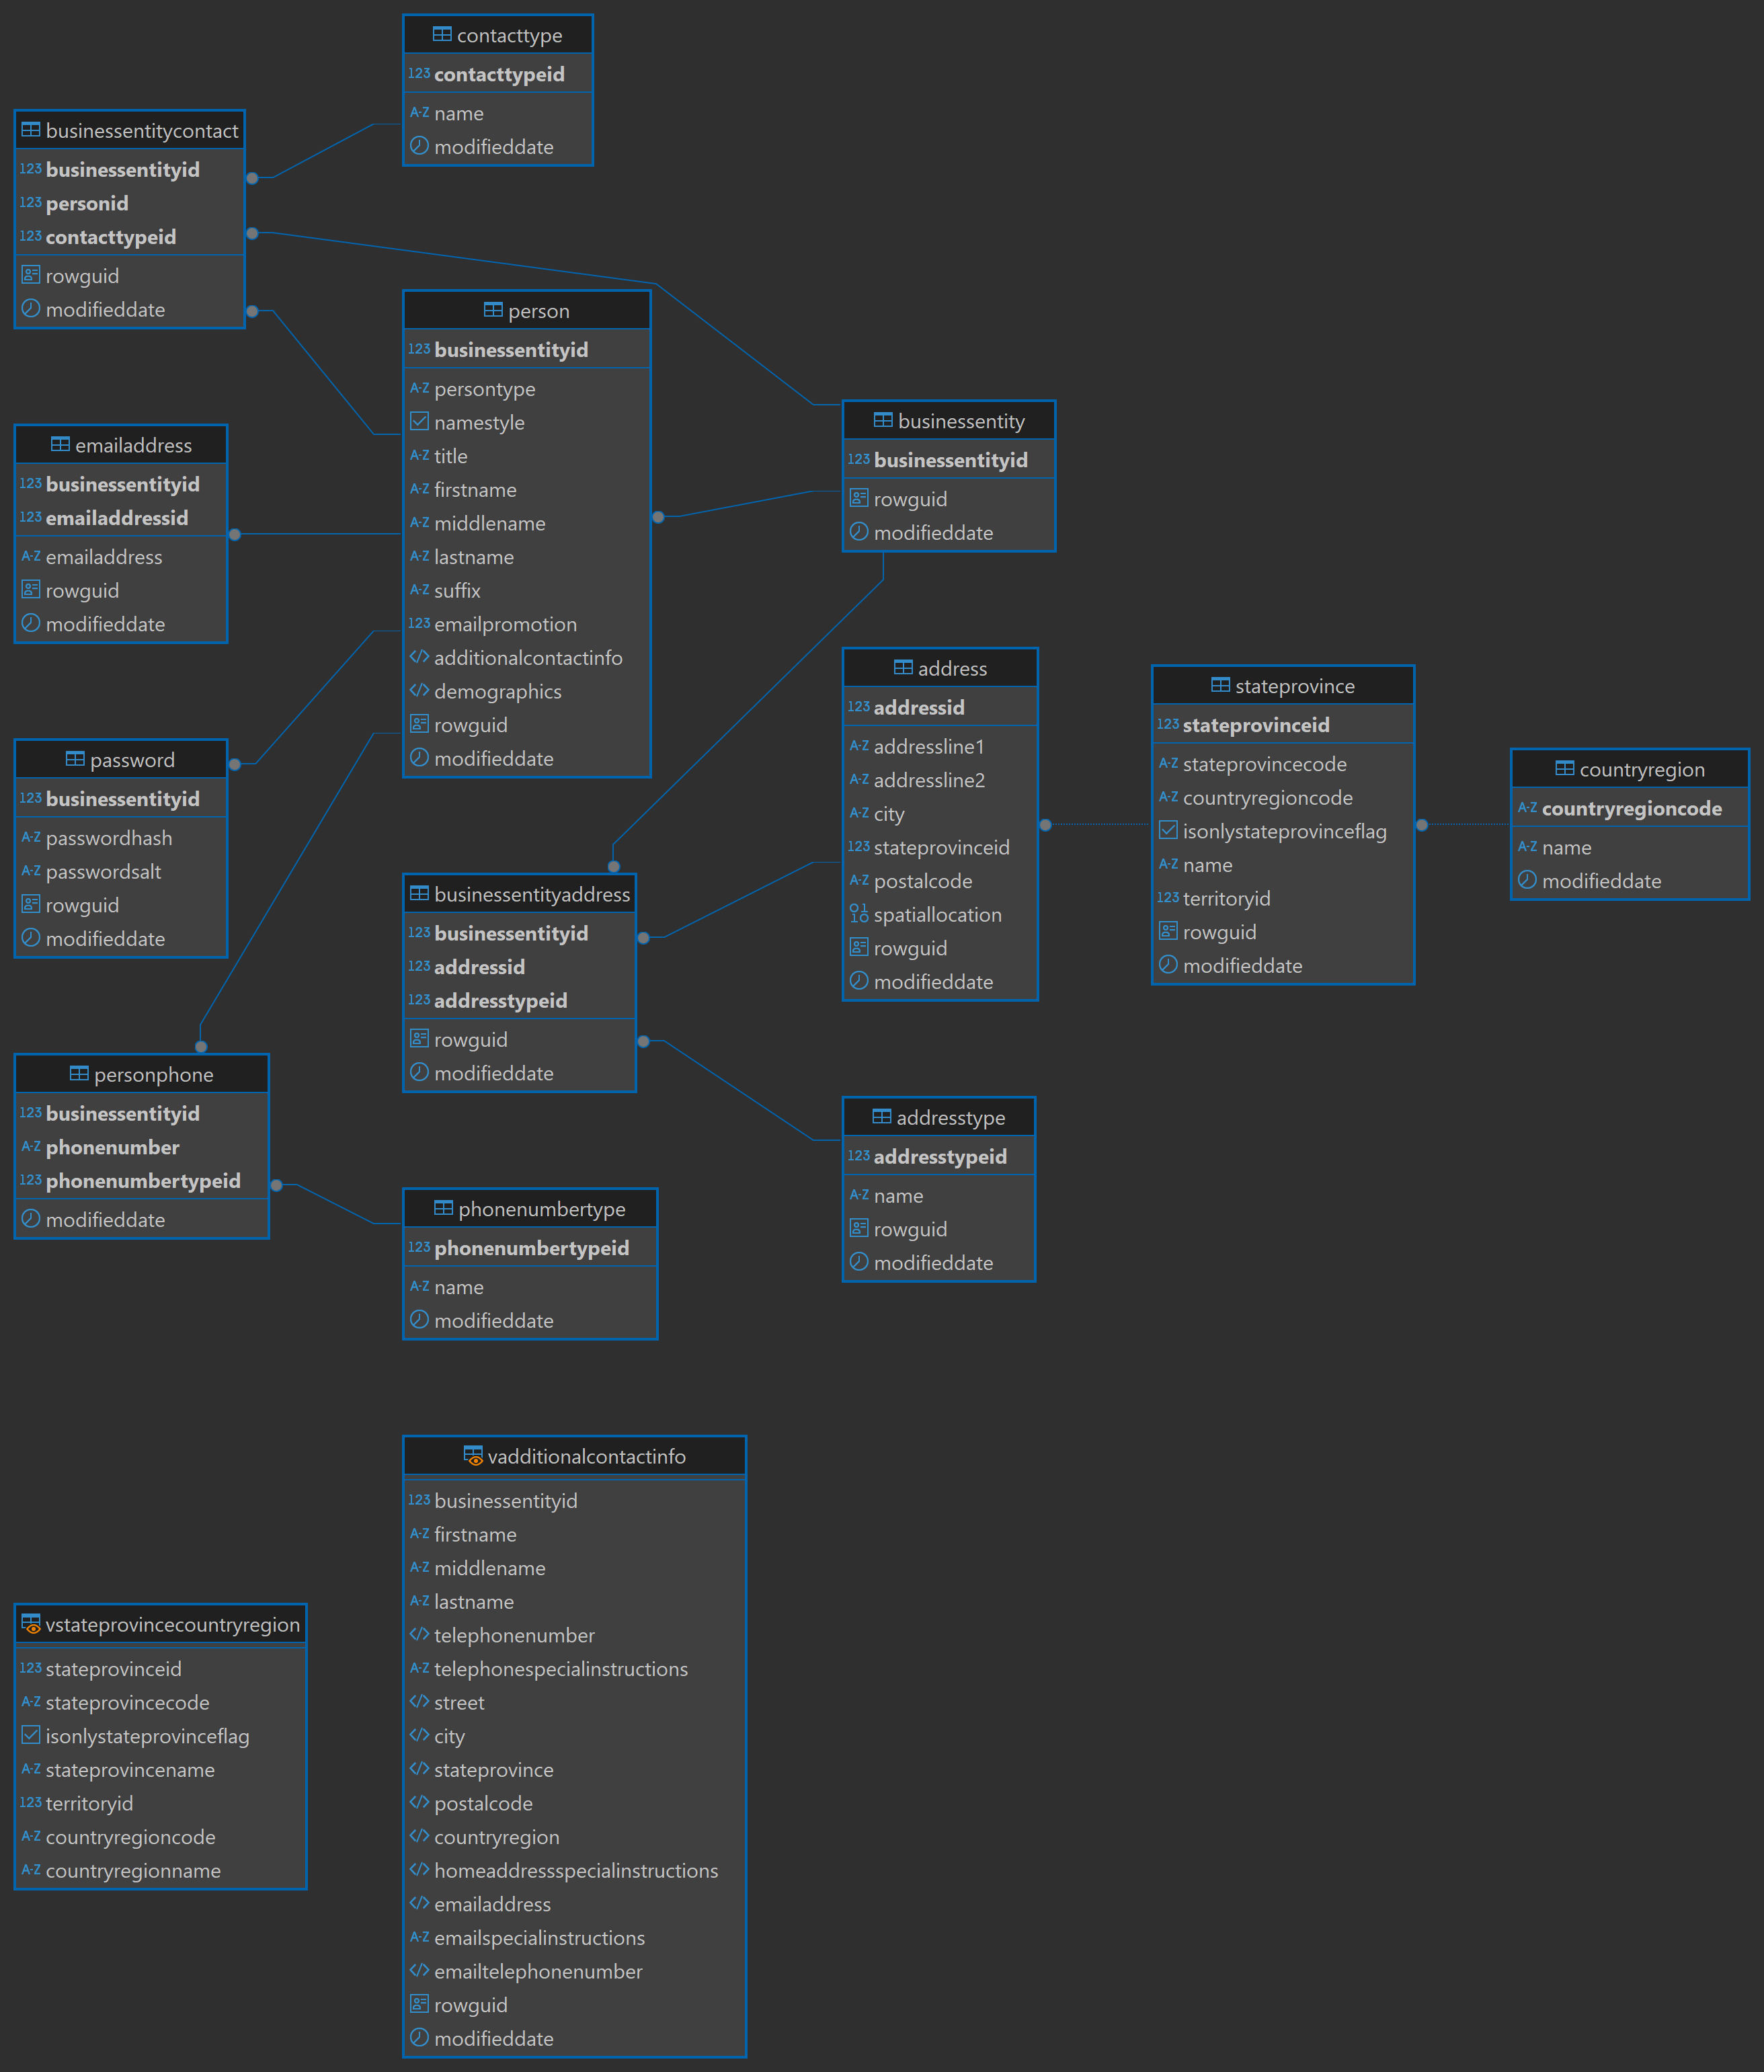 contacttype
123 contacttypeid
A-Z name
modifieddate
businessentitycontact
123 businessentityid
123 personid
123 contacttypeid
rowguid
modifieddate
person
123 businessentityid
A-Z persontype
namestyle
A-Z title
A-Z firstname
A-Z middlename
A-Z lastname
A-Z suffix
123 emailpromotion
</> additionalcontactinfo
</> demographics
rowguid
modifieddate
businessentity
123 businessentityid
rowguid
modifieddate
emailaddress
123 businessentityid
123 emailaddressid
A-Z emailaddress
rowguid
modifieddate
address
123 addressid
A-Z addressline1
A-Z addressline2
A-Z city
123 stateprovinceid
A-Z postalcode
01 10 spatiallocation
rowguid
modifieddate
stateprovince
123 stateprovinceid
A-Z stateprovincecode
A-Z countryregioncode
isonlystateprovinceflag
A-Z name
123 territoryid
rowguid
modifieddate
countryregion
A-Z countryregioncode
A-Z name
modifieddate
password
123 businessentityid
A-Z passwordhash
A-Z passwordsalt
rowguid
modifieddate
businessentityaddress
123 businessentityid
123 addressid
123 addresstypeid
rowguid
modifieddate
personphone
123 businessentityid
A-Z phonenumber
123 phonenumbertypeid
modifieddate
addresstype
123 addresstypeid
A-Z name
rowguid
modifieddate
phonenumbertype
123 phonenumbertypeid
A-Z name
modifieddate
vadditionalcontactinfo
123 businessentityid
A-Z firstname
A-Z middlename
A-Z lastname
</> telephonenumber
A-Z telephonespecialinstructions
</> street
</> city
</> stateprovince
</> postalcode
</> countryregion
</> homeaddressspecialinstructions
</> emailaddress
A-Z emailspecialinstructions
</> emailtelephonenumber
rowguid
modifieddate
vstateprovincecountryregion
123 stateprovinceid
A-Z stateprovincecode
isonlystateprovinceflag
A-Z stateprovincename
123 territoryid
A-Z countryregioncode
A-Z countryregionname